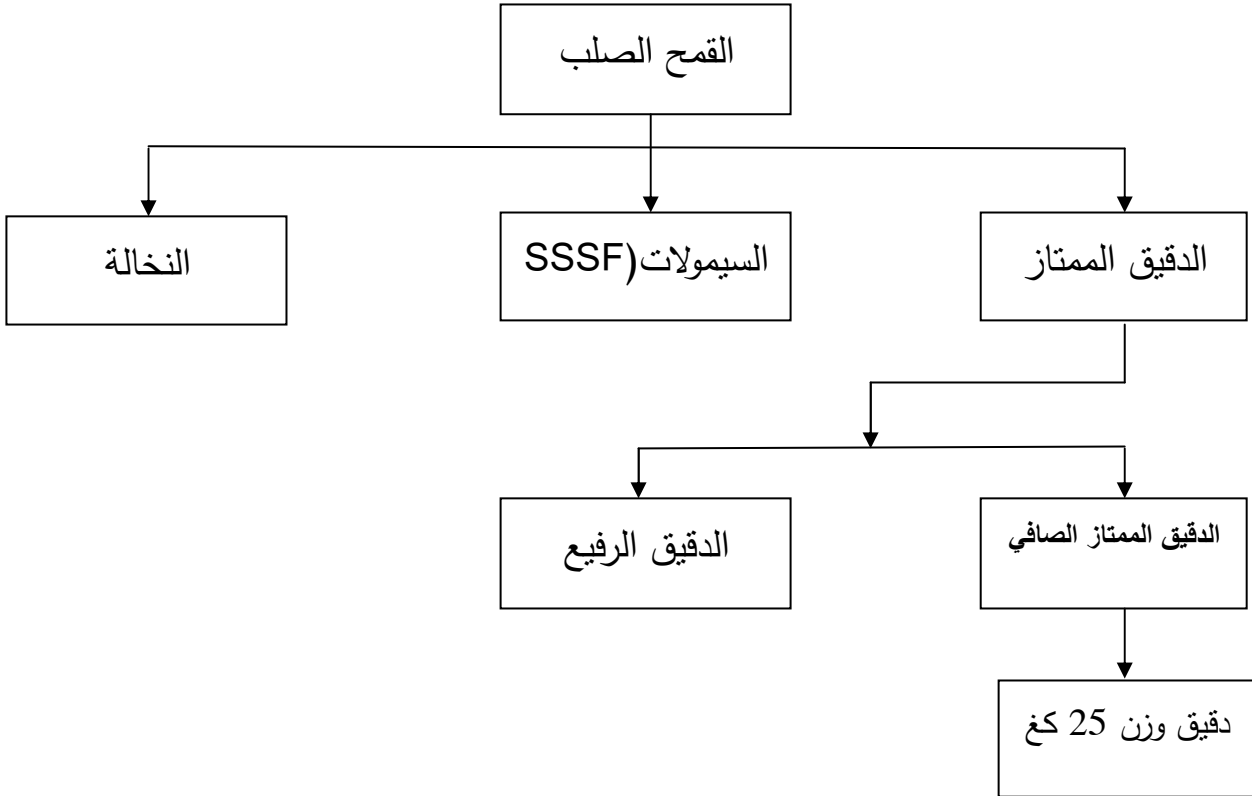 القمح الصلب
الدقيق الممتاز
السيمولات(SSSF
النخالة
الدقيق الممتاز الصافي
الدقيق الرفيع
دقيق وزن 25 كغ